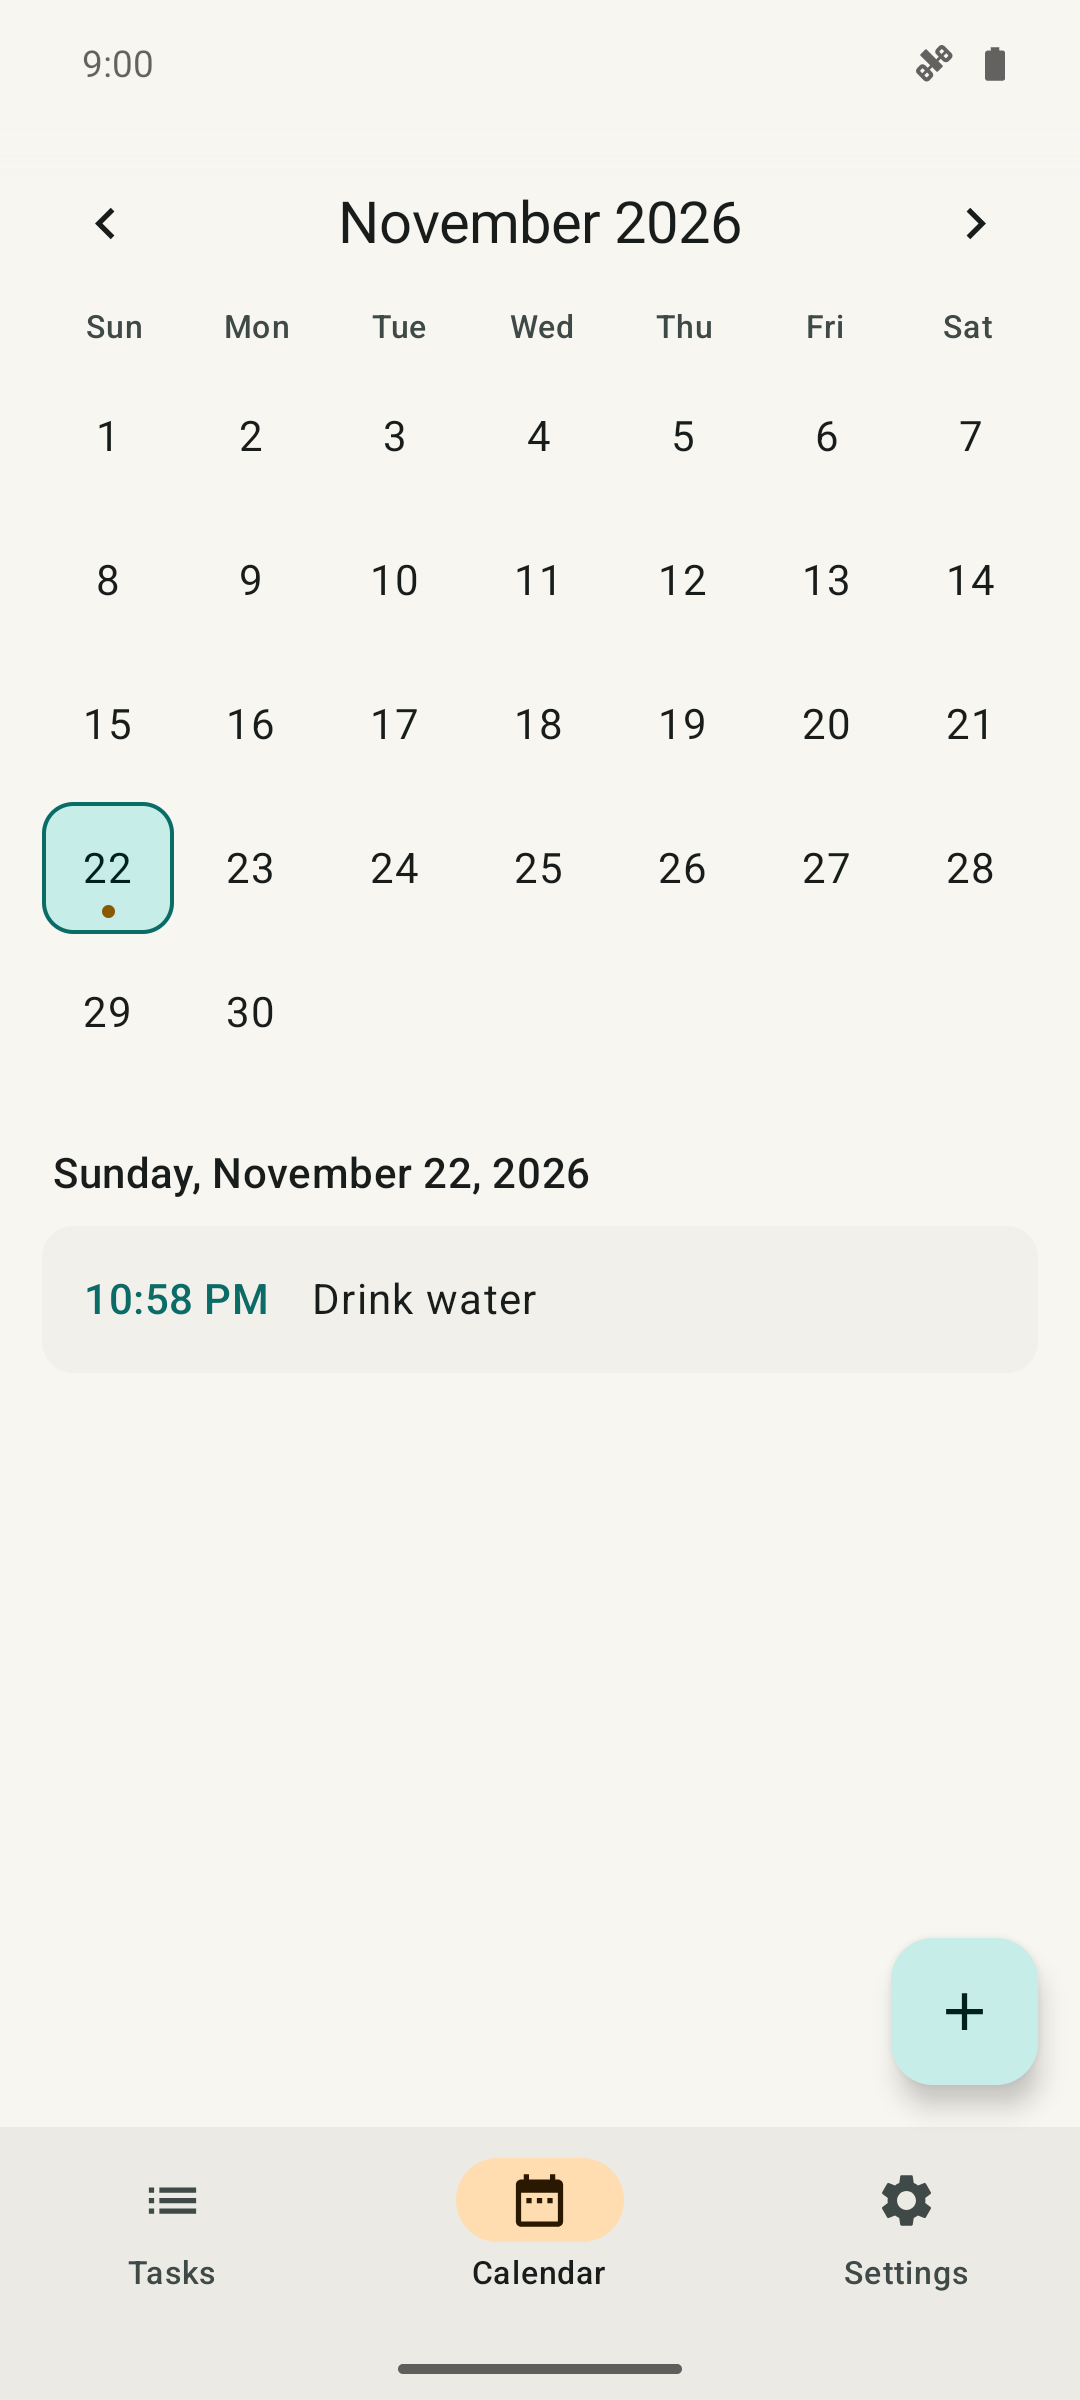 9:00
November 2026
Sun Mon Tue Wed Thu Fri Sat
1 2 3 4 5 6 7
8 9 10 11 12 13 14
15 16 17 18 19 20 21
22 23 24 25 26 27 28
29 30
Sunday, November 22, 2026
10:58 PM Drink water
Tasks Calendar Settings